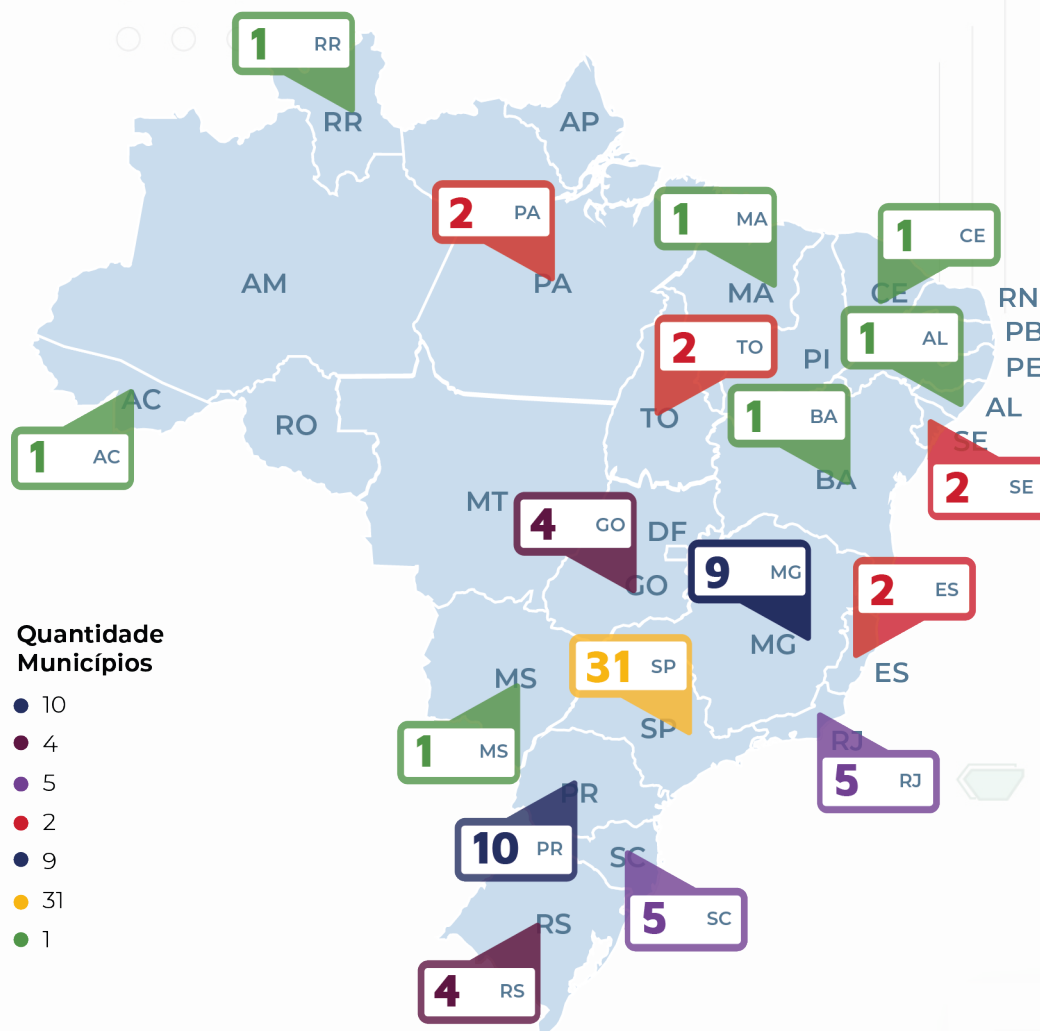 1 RR
RR
AP
2 PA
1 MA
1 CE
AM
PA
MA
CE
RN
PB
PE
1 AL
2 TO
PI
AC
RO
TO
1 BA
AL
SE
1 AC
BA
2 SE
MT
4 GO
DF
GO
9 MG
2 ES
MG
ES
Quantidade
Municípios
10
4
5
2
9
31
1
MS
31 SP
SP
1 MS
RJ
5 RJ
PR
10 PR
SC
5 SC
RS
4 RS